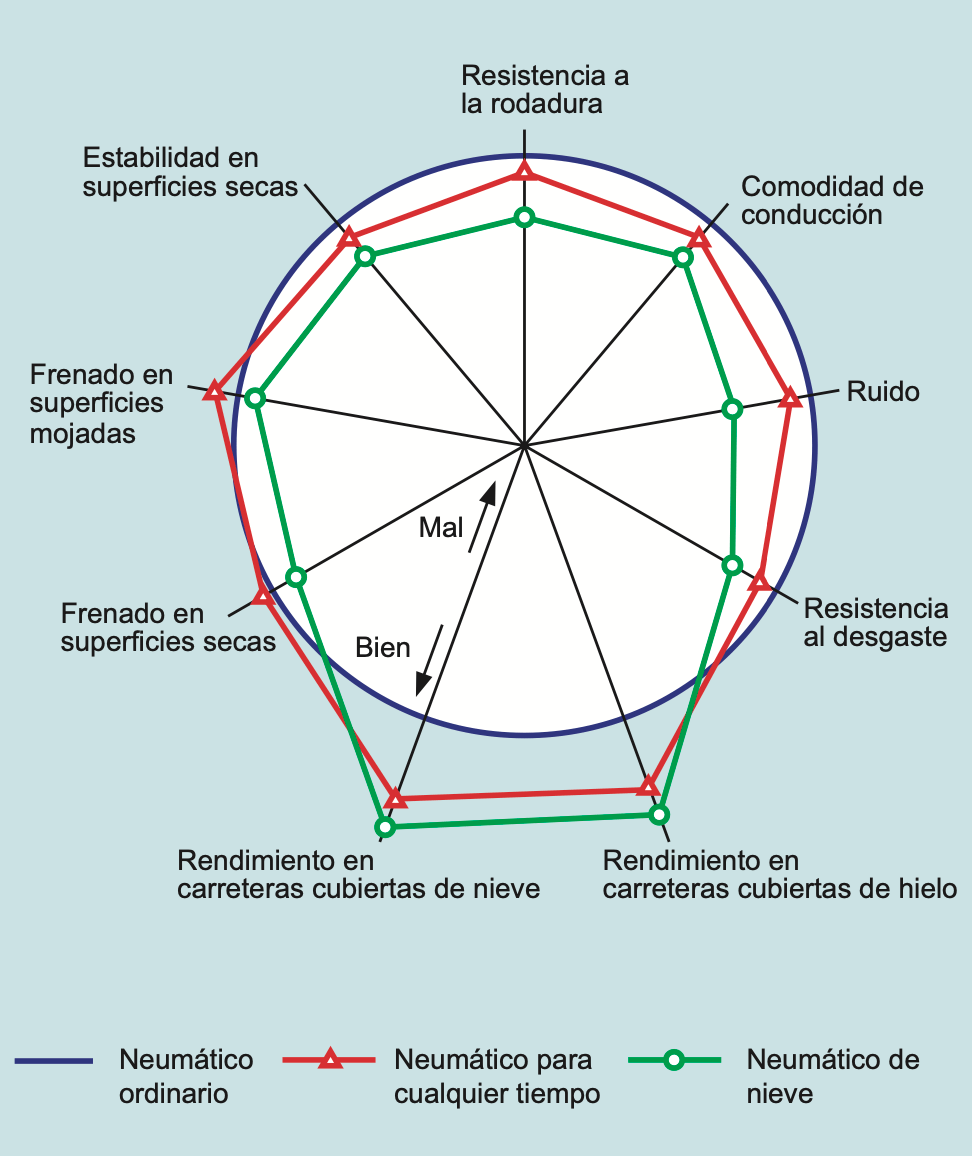 Resistencia a
la rodadura
Estabilidad en
superficies secas
Comodidad de
conducción
Frenado en
superficies
mojadas
Ruido
Mal
Frenado en
superficies secas
Bien
Resistencia
al desgaste
Rendimiento en
carreteras cubiertas de nieve
Rendimiento en
carreteras cubiertas de hielo
Neumático
ordinario
Neumático para
cualquier tiempo
Neumático de
nieve